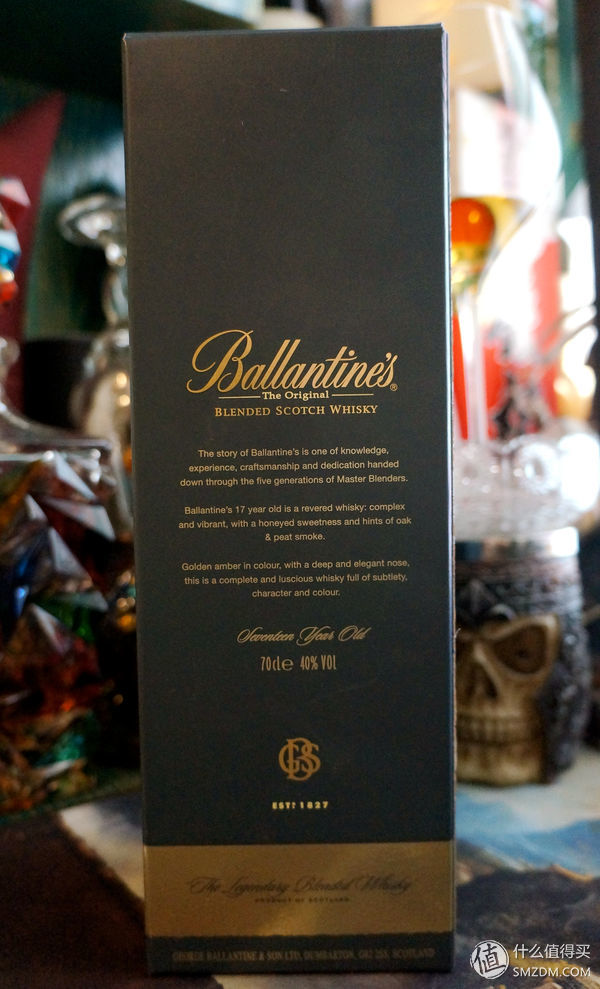 Ballantine's®
The Original
BLENDED SCOTCH WHISKY
The story of Ballantine's is one of knowledge,
experience, craftsmanship and dedication handed
down through the five generations of Master Blenders.
Ballantine's 17 year old is a revered whisky: complex
and vibrant, with a honeyed sweetness and hints of oak
& peat smoke.
Golden amber in colour, with a deep and elegant nose,
this is a complete and luscious whisky full of subtlety,
character and colour.
Seventeen Year Old
70cl e 40% VOL
GBS
ESTD 1827
The Legendary Blended Whisky
PRODUCT OF SCOTLAND
GEORGE BALLANTINE & SON LTD, DUMBARTON, G82 2SS, SCOTLAND
值 什么值得买
SMZDM.COM